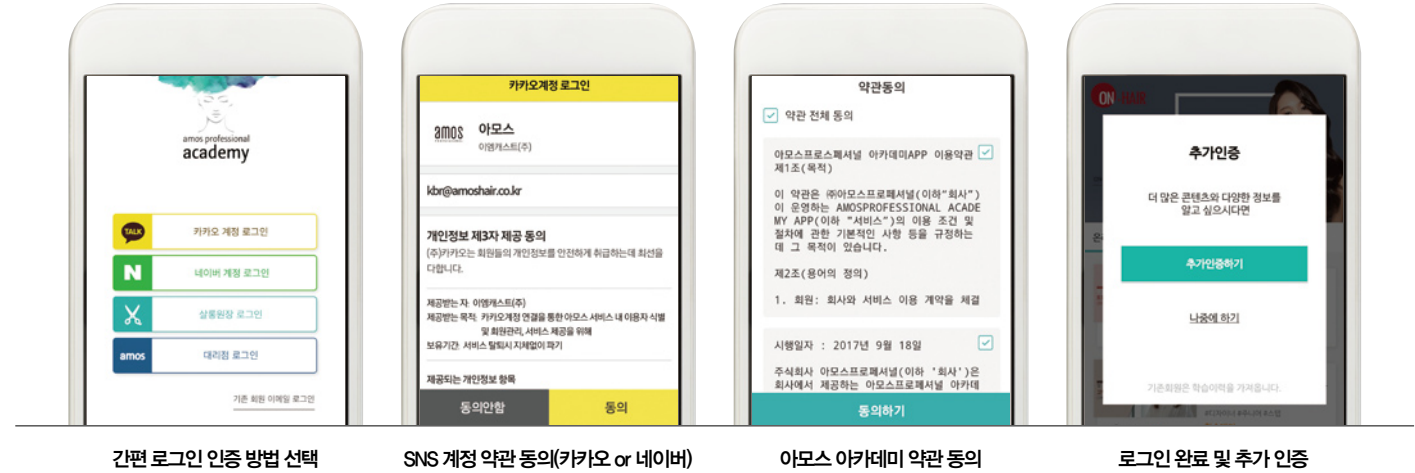 amos professional
academy
TALK
카카오 계정 로그인
N
네이버 계정 로그인
살롱원장 로그인
amos
대리점 로그인
기존 회원 이메일 로그인
간편 로그인 인증 방법 선택
카카오계정 로그인
amos
PROFESSIONAL
아모스
이엠캐스트(주)
kbr@amoshair.co.kr
개인정보 제3자 제공 동의
(주)카카오는 회원들의 개인정보를 안전하게 취급하는데 최선을
다합니다.
제공받는 자: 이엠캐스트(주)
제공받는 목적: 카카오계정 연결을 통한 아모스 서비스 내 이용자 식별
및 회원관리, 서비스 제공을 위해
보유기간: 서비스 탈퇴시 지체없이 파기
제공되는 개인정보 항목
동의안함
동의
SNS 계정 약관 동의(카카오 or 네이버)
약관동의
약관 전체 동의
아모스프로스페셔널 아카데미APP 이용약관
제1조(목적)
이 약관은 ㈜아모스프로페셔널(이하"회사")
이 운영하는 AMOSPROFESSIONAL ACADE
MY APP(이하 "서비스")의 이용 조건 및
절차에 관한 기본적인 사항 등을 규정하는
데 그 목적이 있습니다.
제2조(용어의 정의)
1. 회원: 회사와 서비스 이용 계약을 체결
시행일자 : 2017년 9월 18일
주식회사 아모스프로페셔널(이하 '회사')은
회사에서 제공하는 아모스프로페셔널 아카데
동의하기
아모스 아카데미 약관 동의
ON HAIR
추가인증
더 많은 콘텐츠와 다양한 정보를
알고 싶으시다면
추가인증하기
나중에 하기
기존회원은 학습이력을 가져옵니다.
로그인 완료 및 추가 인증